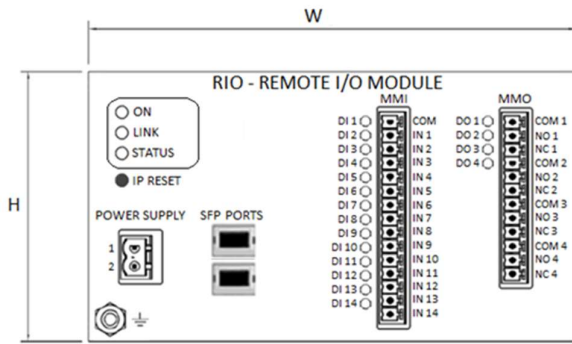 W
H
RIO - REMOTE I/O MODULE
ON
LINK
STATUS
IP RESET
POWER SUPPLY
1
2
SFP PORTS
MMI
DI 1 COM
DI 2 IN 1
DI 3 IN 2
DI 4 IN 3
DI 5 IN 4
DI 6 IN 5
DI 7 IN 6
DI 8 IN 7
DI 9 IN 8
DI 10 IN 9
DI 11 IN 10
DI 12 IN 11
DI 13 IN 12
DI 14 IN 13
IN 14
MMO
DO 1 COM 1
DO 2 NO 1
DO 3 NC 1
DO 4 COM 2
NO 2
NC 2
COM 3
NO 3
NC 3
COM 4
NO 4
NC 4